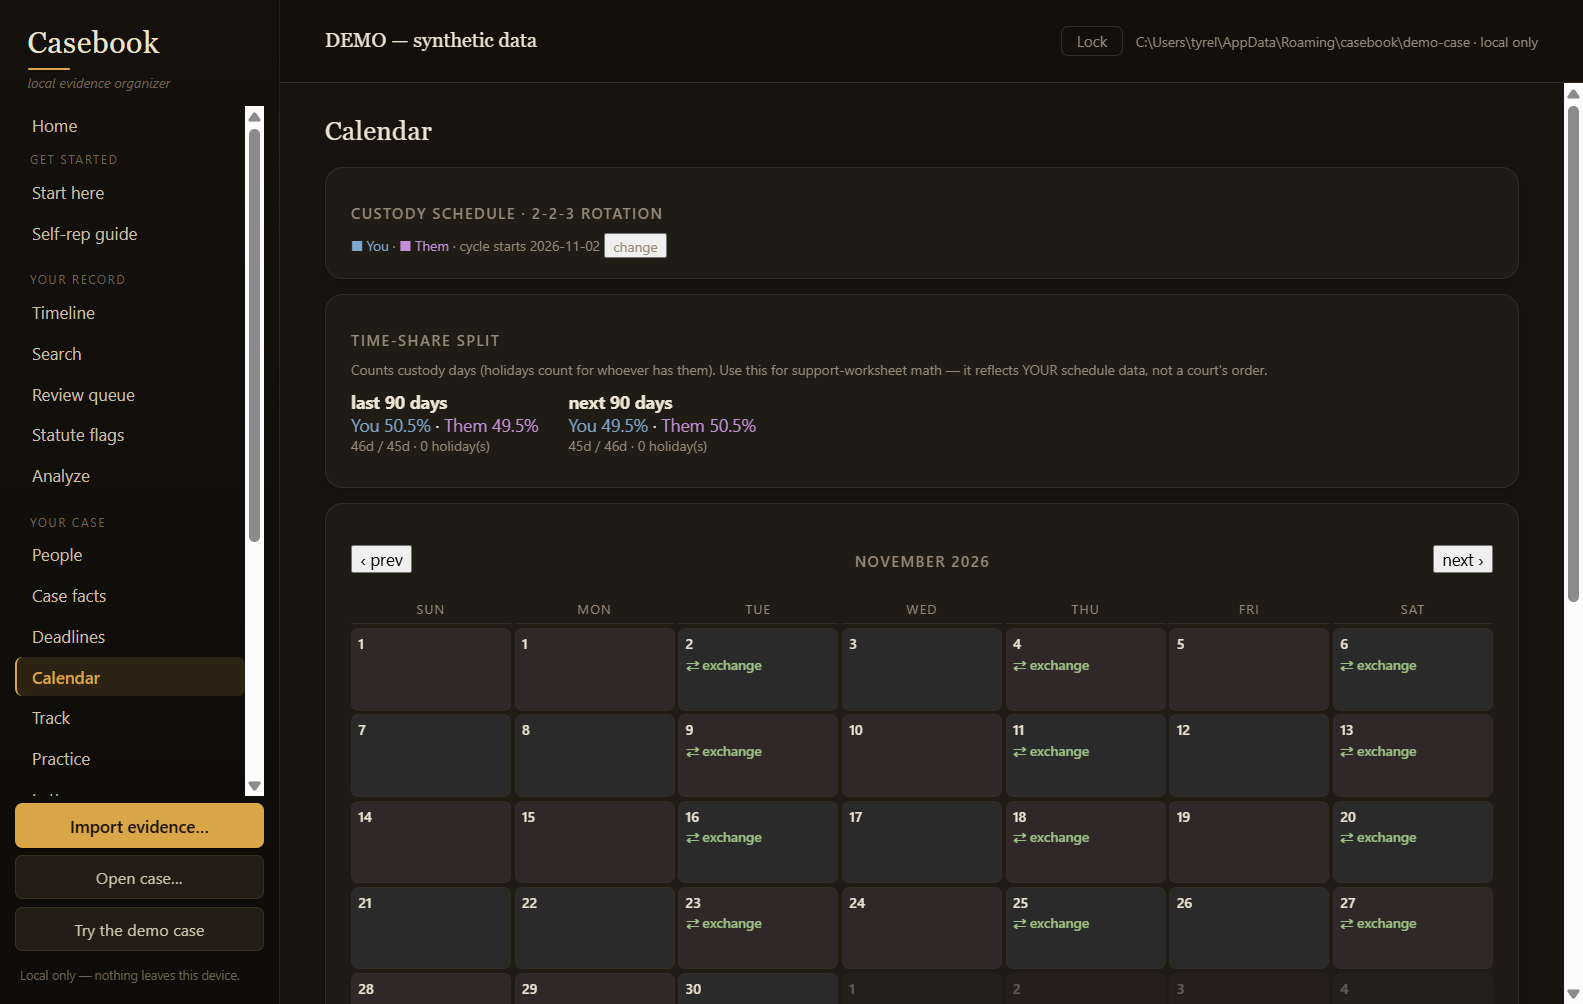 Casebook
local evidence organizer
Home
GET STARTED
Start here
Self-rep guide
YOUR RECORD
Timeline
Search
Review queue
Statute flags
Analyze
YOUR CASE
People
Case facts
Deadlines
Calendar
Track
Practice
Import evidence...
Open case...
Try the demo case
Local only — nothing leaves this device.
DEMO — synthetic data
Lock
C:\Users\tyrel\AppData\Roaming\casebook\demo-case · local only
Calendar
CUSTODY SCHEDULE · 2-2-3 ROTATION
You · Them · cycle starts 2026-11-02 change
TIME-SHARE SPLIT
Counts custody days (holidays count for whoever has them). Use this for support-worksheet math — it reflects YOUR schedule data, not a court's order.
last 90 days
You 50.5% · Them 49.5%
46d / 45d · 0 holiday(s)
next 90 days
You 49.5% · Them 50.5%
45d / 46d · 0 holiday(s)
‹ prev
NOVEMBER 2026
next ›
SUN MON TUE WED THU FRI SAT
1 1 2 3 4 5 6
⇄ exchange ⇄ exchange ⇄ exchange
7 8 9 10 11 12 13
⇄ exchange ⇄ exchange ⇄ exchange
14 15 16 17 18 19 20
⇄ exchange ⇄ exchange ⇄ exchange
21 22 23 24 25 26 27
⇄ exchange ⇄ exchange ⇄ exchange
28 29 30 1 2 3 4